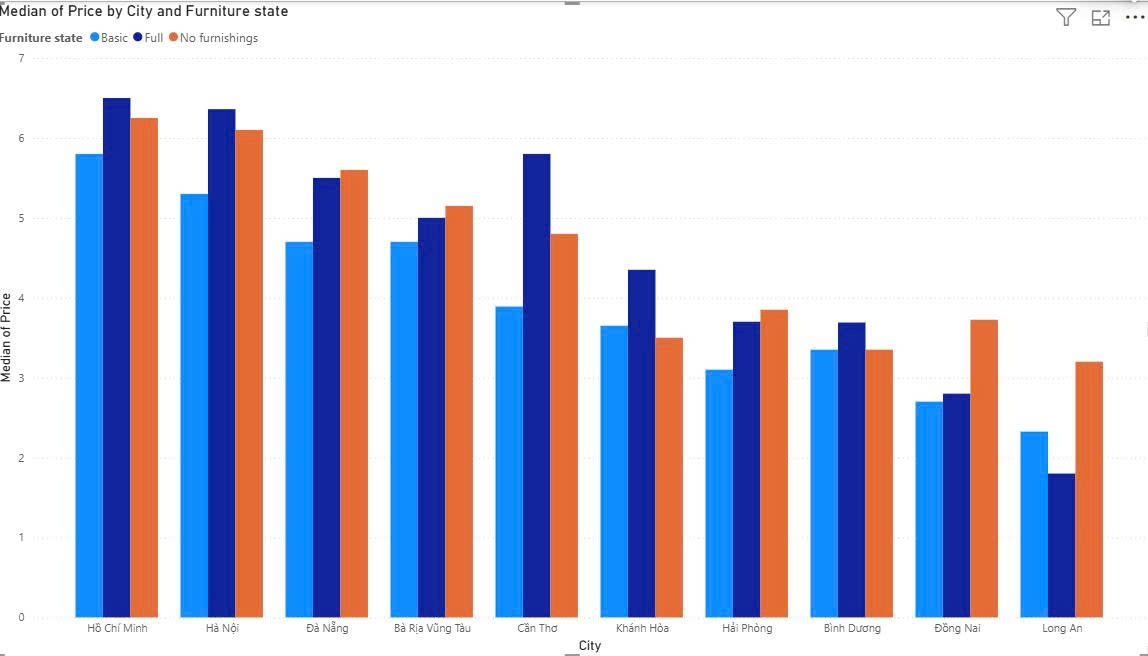 Median of Price by City and Furniture state
Furniture state Basic Full No furnishings
7
6
5
4
3
2
1
0
Median of Price
Hồ Chí Minh Hà Nội Đà Nẵng Bà Rịa Vũng Tàu Cần Thơ Khánh Hòa Hải Phòng Bình Dương Đồng Nai Long An
City